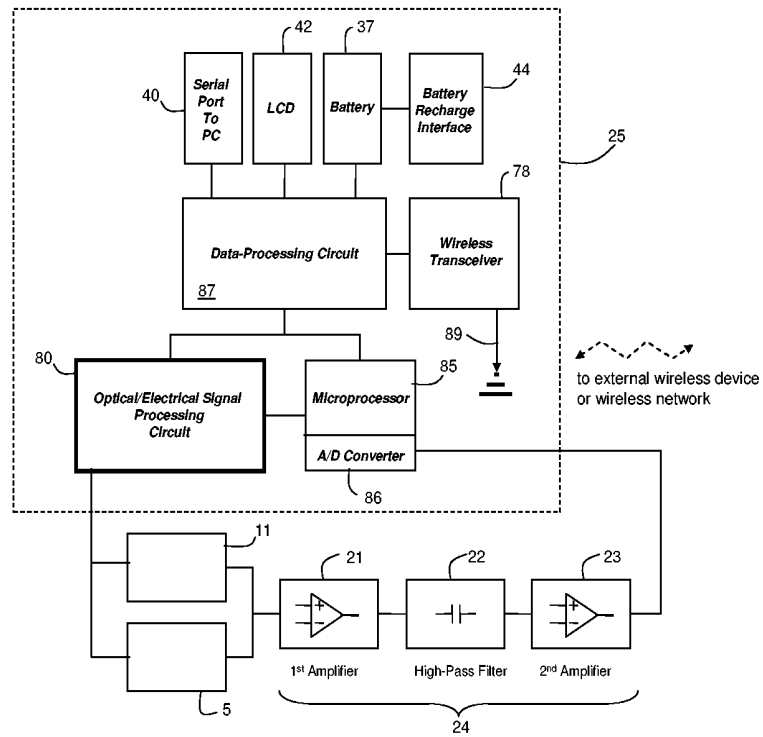 42
37
44
40
Serial
Port
To
PC
LCD
Battery
Battery
Recharge
Interface
25
78
Data-Processing Circuit
87
Wireless
Transceiver
89
80
85
Optical/Electrical Signal
Processing
Circuit
Microprocessor
A/D Converter
86
to external wireless device
or wireless network
11
21
22
23
5
1st Amplifier
High-Pass Filter
2nd Amplifier
24